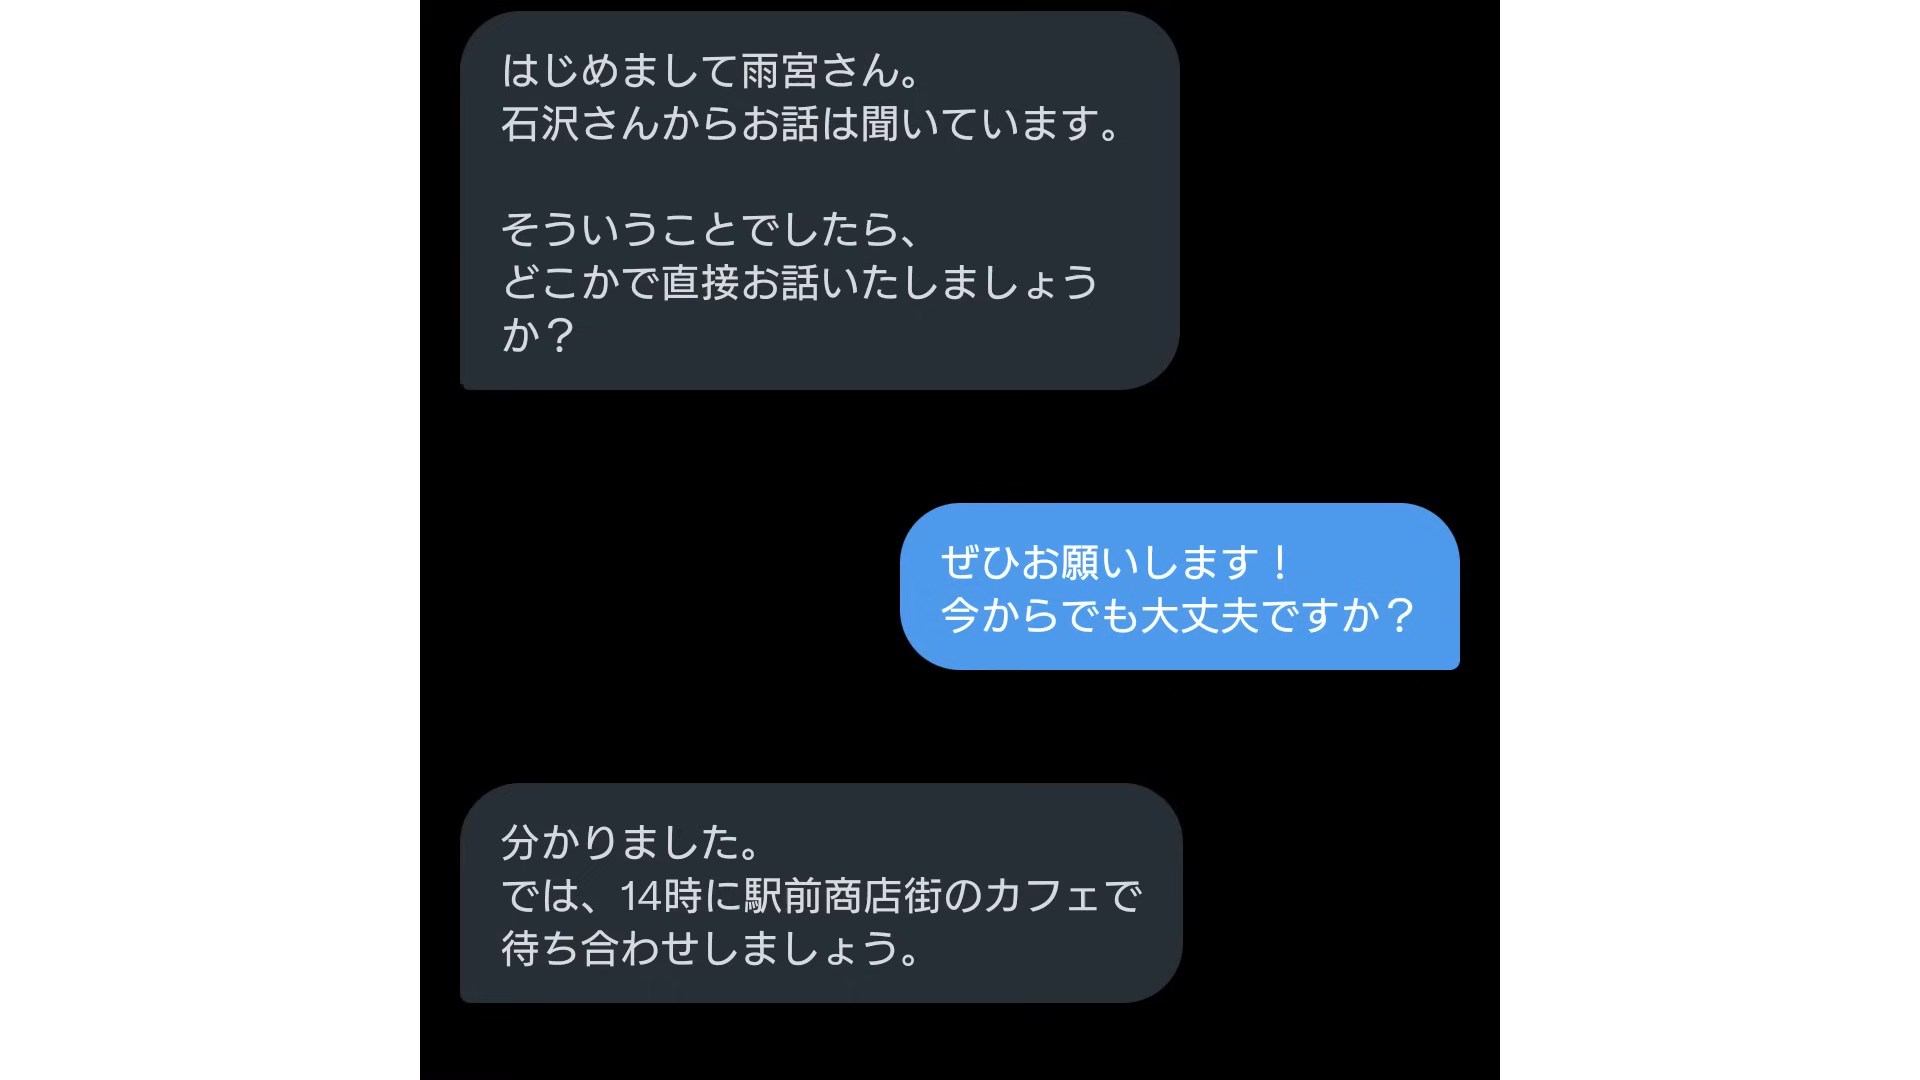 はじめまして雨宮さん。
石沢さんからお話は聞いています。
そういうことでしたら、
どこかで直接お話いたしましょう
か？
ぜひお願いします！
今からでも大丈夫ですか？
分かりました。
では、14時に駅前商店街のカフェで
待ち合わせしましょう。